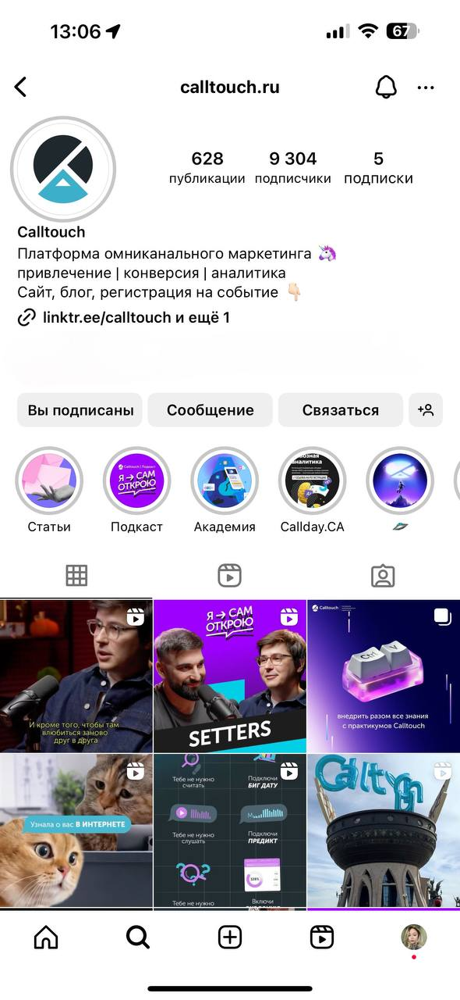 13:06
67
calltouch.ru
628
9 304
5
публикации
подписчики
подписки
Calltouch
Платформа омниканального маркетинга
привлечение | конверсия | аналитика
Сайт, блог, регистрация на событие
linktr.ee/calltouch и ещё 1
Вы подписаны
Сообщение
Связаться
Calltouch | Подкаст
Я → САМ
ОТКРОЮ
аналитика
Статьи
Подкаст
Академия
Callday.CA
И кроме того, чтобы там
влюбиться заново
друг в друга
Я → САМ
ОТКРОЮ
SETTERS
Calltouch
Ctrl
V
внедрить разом все знания
с практикумов Calltouch
Узнала о вас В ИНТЕРНЕТЕ
Тебе не нужно
считать
Подключи
БИГ ДАТУ
Тебе не нужно
слушать
Подключи
ПРЕДИКТ
128%
Тебе не нужно
Включи